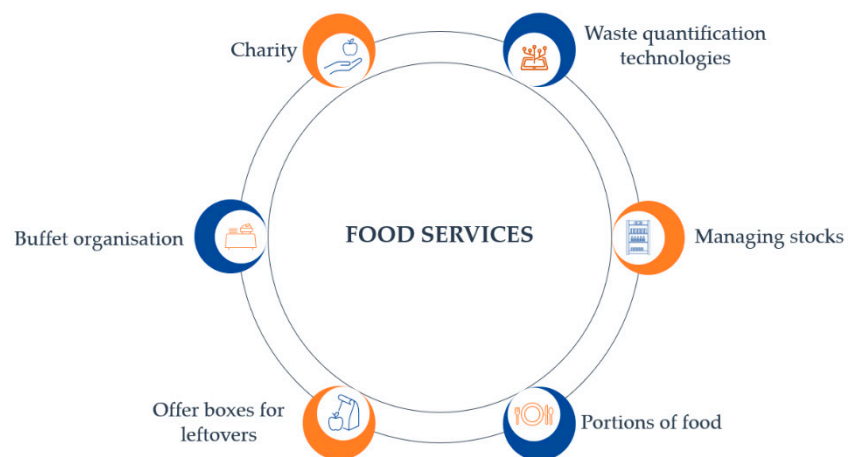 Charity
Waste quantification
technologies
Buffet organisation
FOOD SERVICES
Managing stocks
Offer boxes for
leftovers
Portions of food